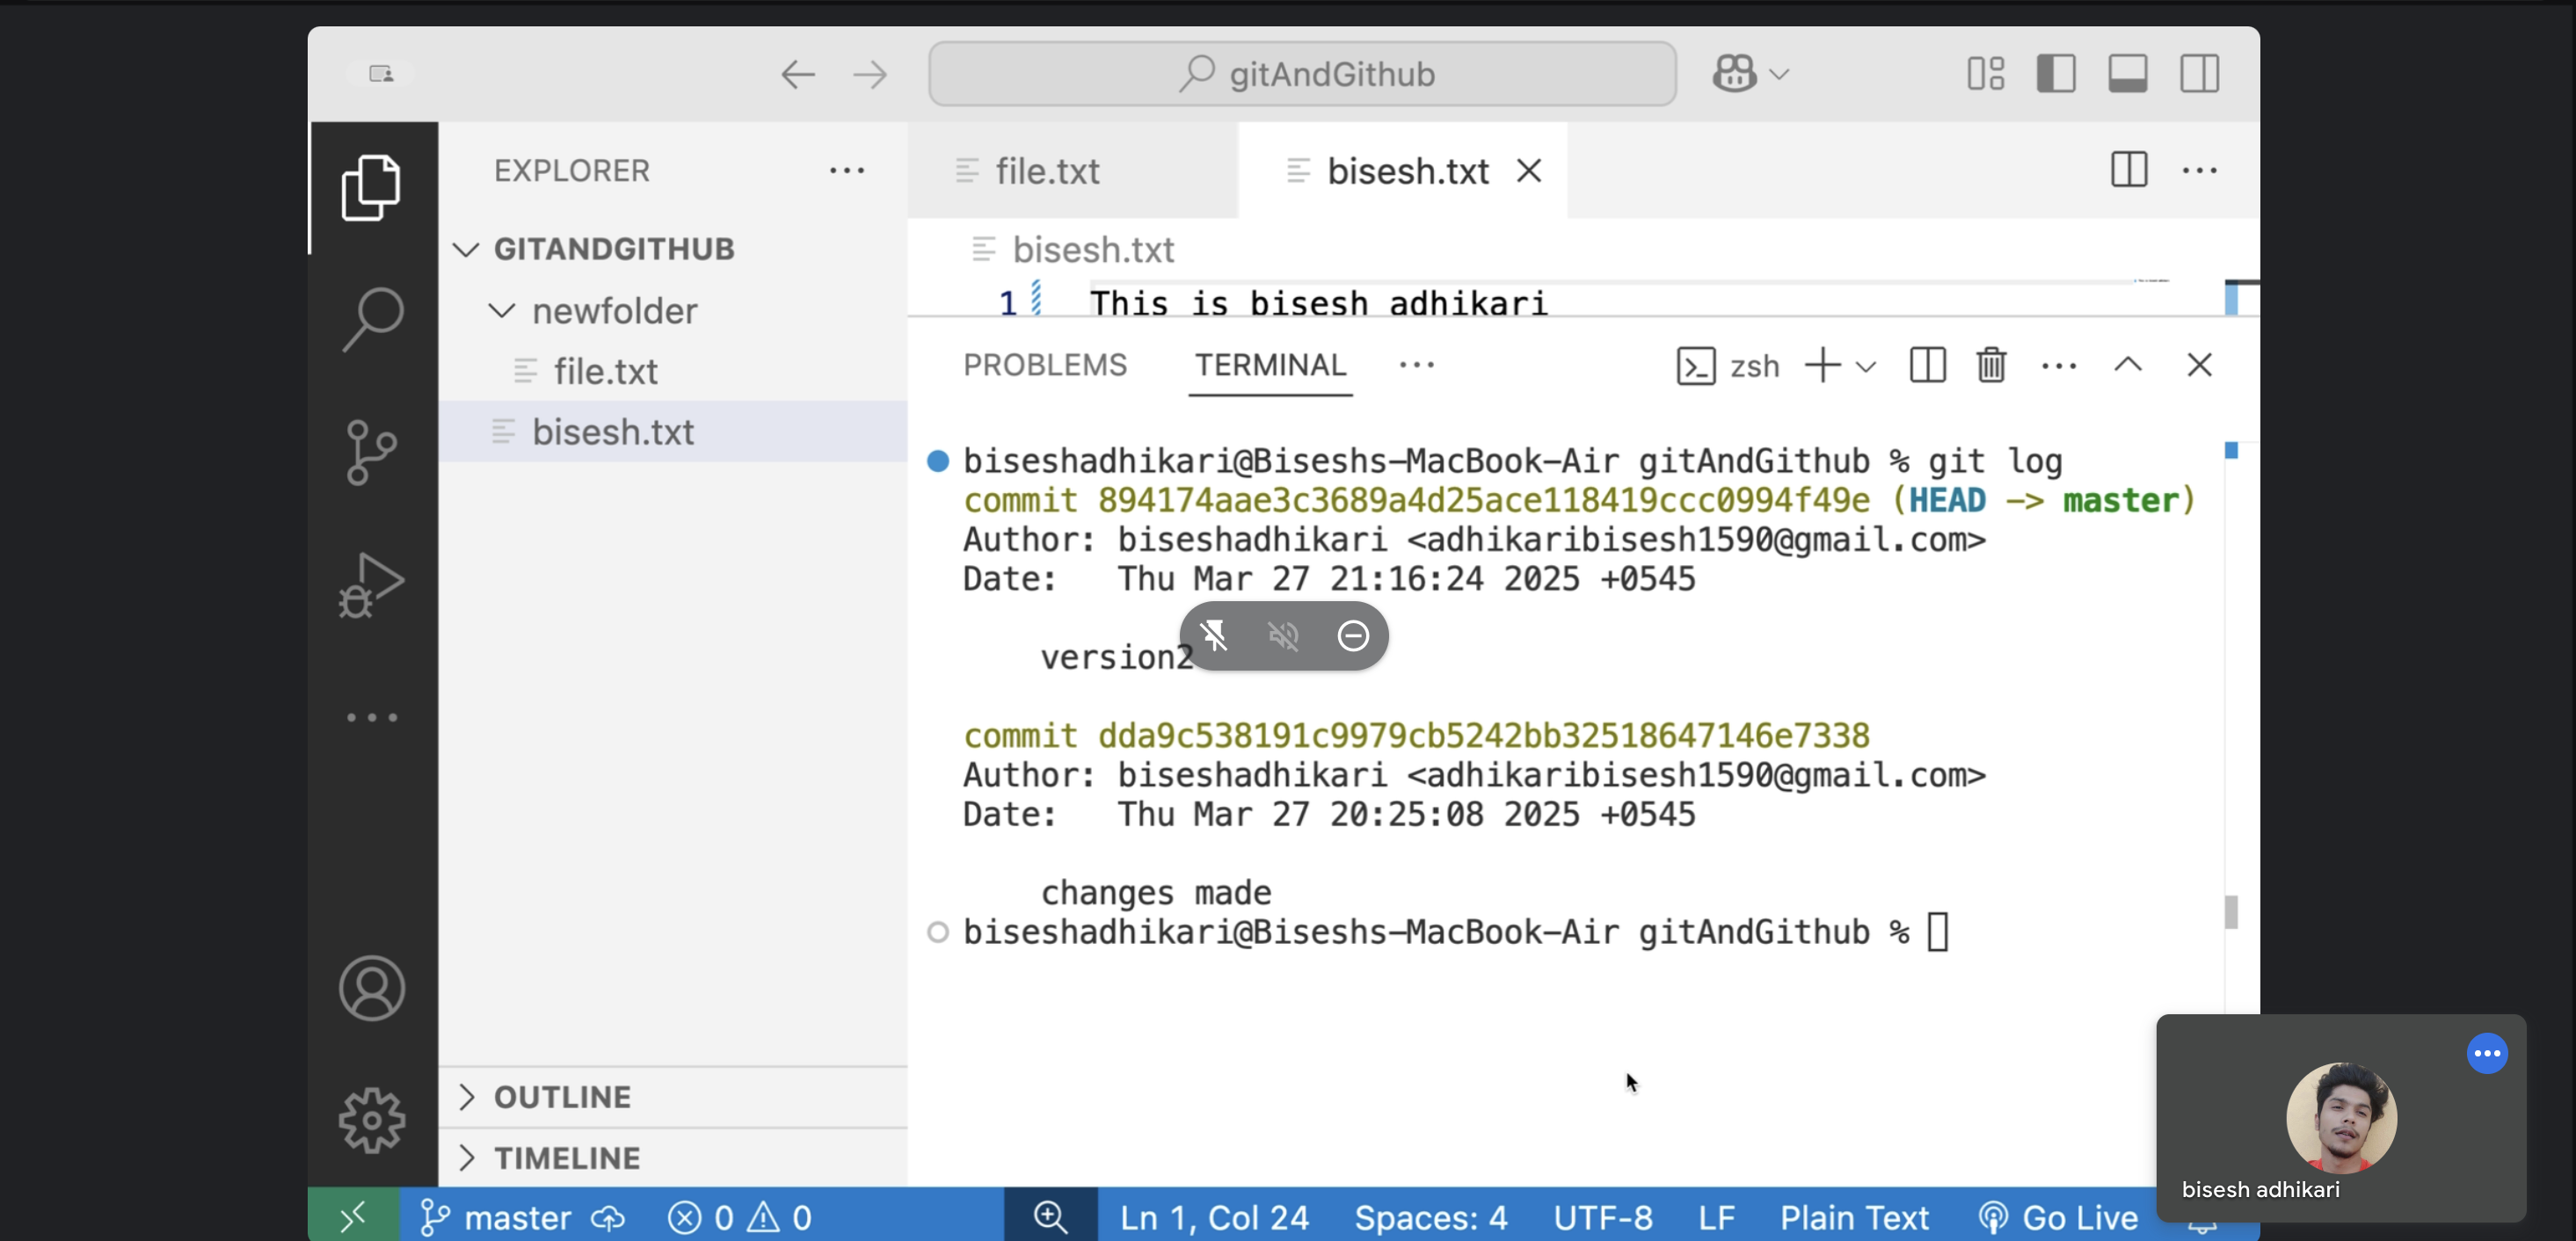 gitAndGithub
EXPLORER
file.txt
bisesh.txt
GITANDGITHUB
newfolder
file.txt
bisesh.txt
bisesh.txt
1 This is bisesh adhikari
PROBLEMS TERMINAL
zsh
biseshadhikari@Biseshs-MacBook-Air gitAndGithub % git log
commit 894174aae3c3689a4d25ace118419ccc0994f49e (HEAD -> master)
Author: biseshadhikari <adhikaribisesh1590@gmail.com>
Date:   Thu Mar 27 21:16:24 2025 +0545
version2
commit dda9c538191c9979cb5242bb32518647146e7338
Author: biseshadhikari <adhikaribisesh1590@gmail.com>
Date:   Thu Mar 27 20:25:08 2025 +0545
changes made
biseshadhikari@Biseshs-MacBook-Air gitAndGithub %
OUTLINE
TIMELINE
bisesh adhikari
master 0 0 Ln 1, Col 24 Spaces: 4 UTF-8 LF Plain Text Go Live